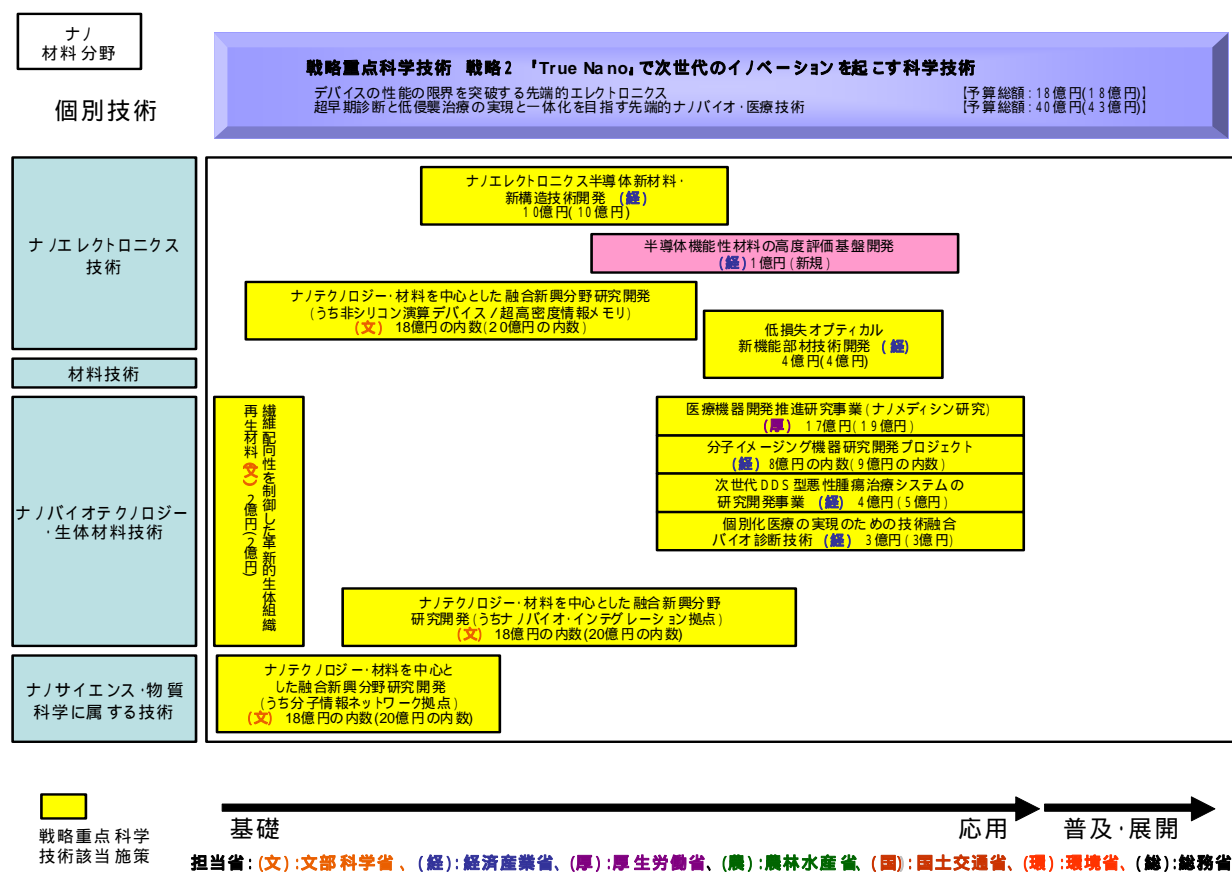 ナノ
材料分野
個別技術
戦略重点科学技術 戦略2 「True Nano」で次世代のイノベーションを起こす科学技術
デバイスの性能の限界を突破する先端的エレクトロニクス 【予算総額:18億円(18億円)】
超早期診断と低侵襲治療の実現と一体化を目指す先端的ナノバイオ・医療技術 【予算総額:40億円(43億円)】
ナノエレクトロニクス
技術
ナノエレクトロニクス半導体新材料・
新構造技術開発 (経)
10億円(10億円)
半導体機能性材料の高度評価基盤開発
(経)1億円(新規)
ナノテクノロジー・材料を中心とした融合新興分野研究開発
(うち非シリコン演算デバイス/超高密度情報メモリ)
(文) 18億円の内数(20億円の内数)
低損失オプティカル
新機能部材技術開発 (経)
4億円(4億円)
材料技術
ナノバイオテクノロジー
・生体材料技術
繊維配向性を制御した革新的生体組織
再生材料(文) 2億円(2億円)
医療機器開発推進研究事業(ナノメディシン研究)
(厚) 17億円(19億円)
分子イメージング機器研究開発プロジェクト
(経) 8億円の内数(9億円の内数)
次世代DDS型悪性腫瘍治療システムの
研究開発事業 (経) 4億円(5億円)
個別化医療の実現のための技術融合
バイオ診断技術 (経) 3億円(3億円)
ナノテクノロジー・材料を中心とした融合新興分野
研究開発(うちナノバイオ・インテグレーション拠点)
(文) 18億円の内数(20億円の内数)
ナノサイエンス・物質
科学に属する技術
ナノテクノロジー・材料を中心と
した融合新興分野研究開発
(うち分子情報ネットワーク拠点)
(文) 18億円の内数(20億円の内数)
戦略重点科学
技術該当施策
基礎 応用 普及・展開
担当省:(文):文部科学省、(経):経済産業省、(厚):厚生労働省、(農):農林水産省、(国):国土交通省、(環):環境省、(総):総務省